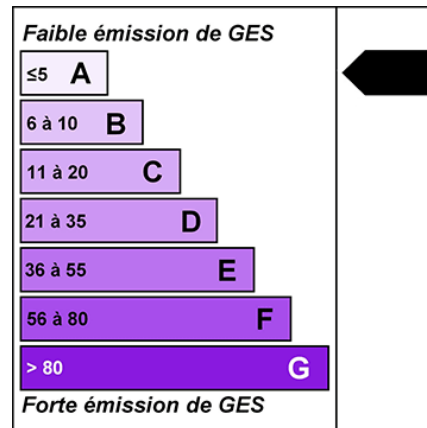 Faible émission de GES
≤5 A
6 à 10 B
11 à 20 C
21 à 35 D
36 à 55 E
56 à 80 F
> 80 G
Forte émission de GES